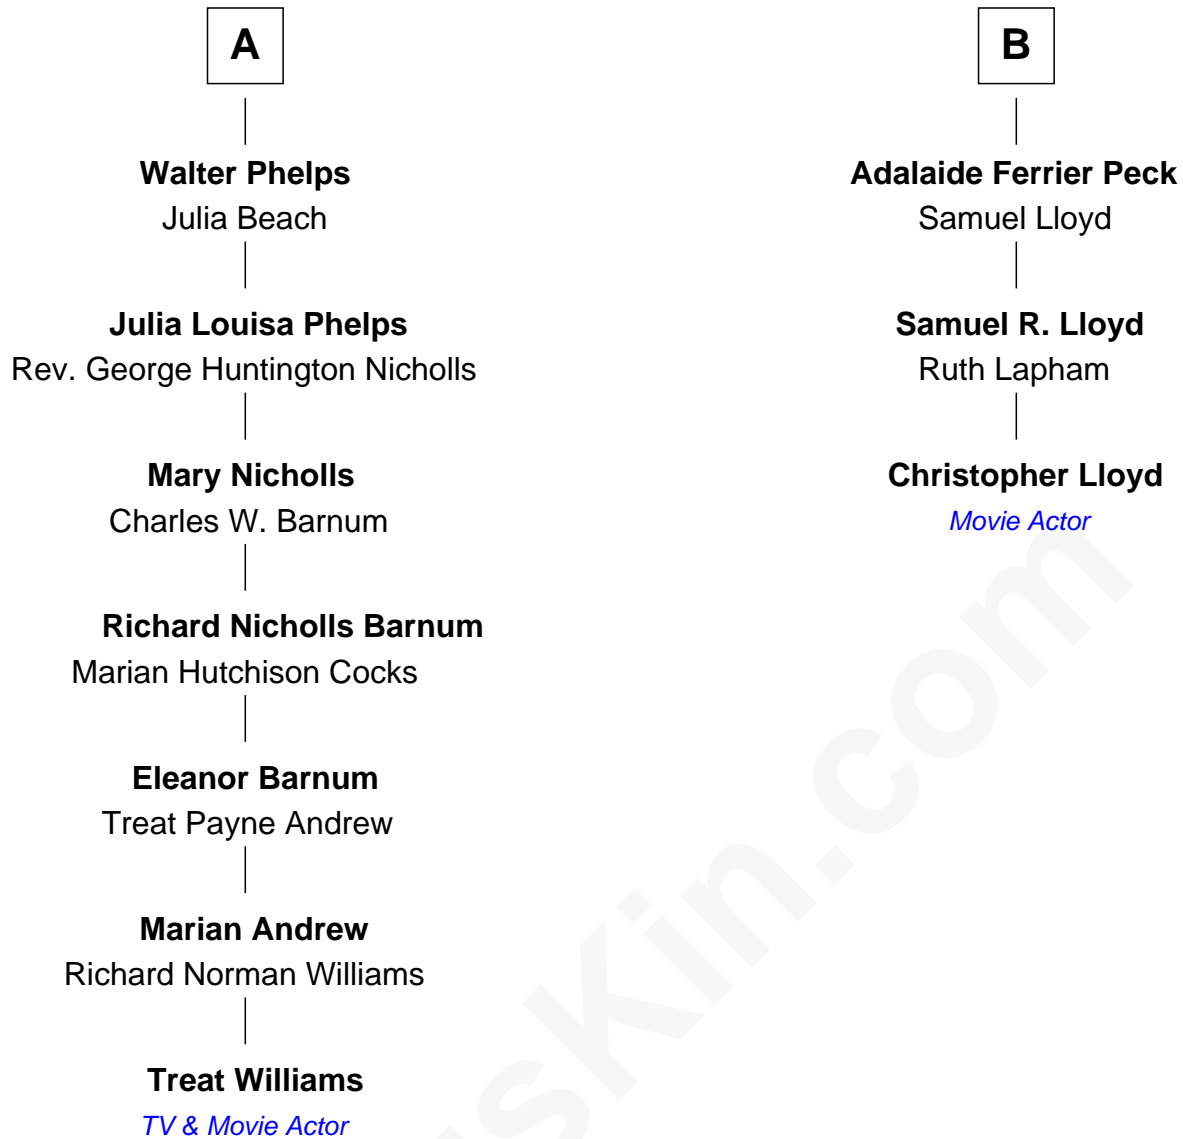 A
Walter Phelps
Julia Beach
Julia Louisa Phelps
Rev. George Huntington Nicholls
Mary Nicholls
Charles W. Barnum
Richard Nicholls Barnum
Marian Hutchison Cocks
Eleanor Barnum
Treat Payne Andrew
Marian Andrew
Richard Norman Williams
Treat Williams
TV & Movie Actor
B
Adalaide Ferrier Peck
Samuel Lloyd
Samuel R. Lloyd
Ruth Lapham
Christopher Lloyd
Movie Actor
sKin.com